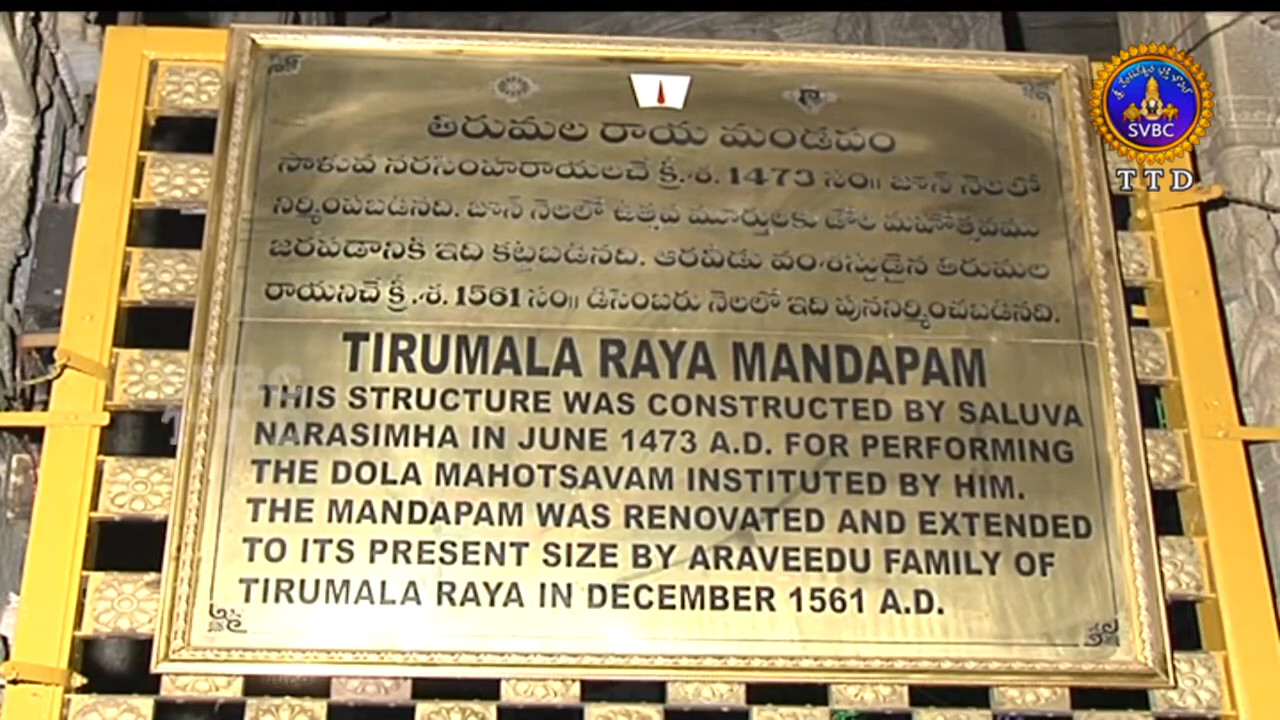 తిరుమల రాయ మండపం
సాళువ నరసింహరాయలచే క్రీ.శ. 1473 సం॥ జూన్ నెలలో
నిర్మింపబడినది. జూన్ నెలలో ఉత్సవ మూర్తులకు డోల మహోత్సవము
జరపడానికి ఇది కట్టబడినది. ఆరవీడు వంశస్తుడైన తిరుమల
రాయనిచే క్రీ.శ. 1561 సం॥ డిసెంబరు నెలలో ఇది పునర్నిర్మించబడినది.
TIRUMALA RAYA MANDAPAM
THIS STRUCTURE WAS CONSTRUCTED BY SALUVA
NARASIMHA IN JUNE 1473 A.D. FOR PERFORMING
THE DOLA MAHOTSAVAM INSTITUTED BY HIM.
THE MANDAPAM WAS RENOVATED AND EXTENDED
TO ITS PRESENT SIZE BY ARAVEEDU FAMILY OF
TIRUMALA RAYA IN DECEMBER 1561 A.D.
SVBC
TTD